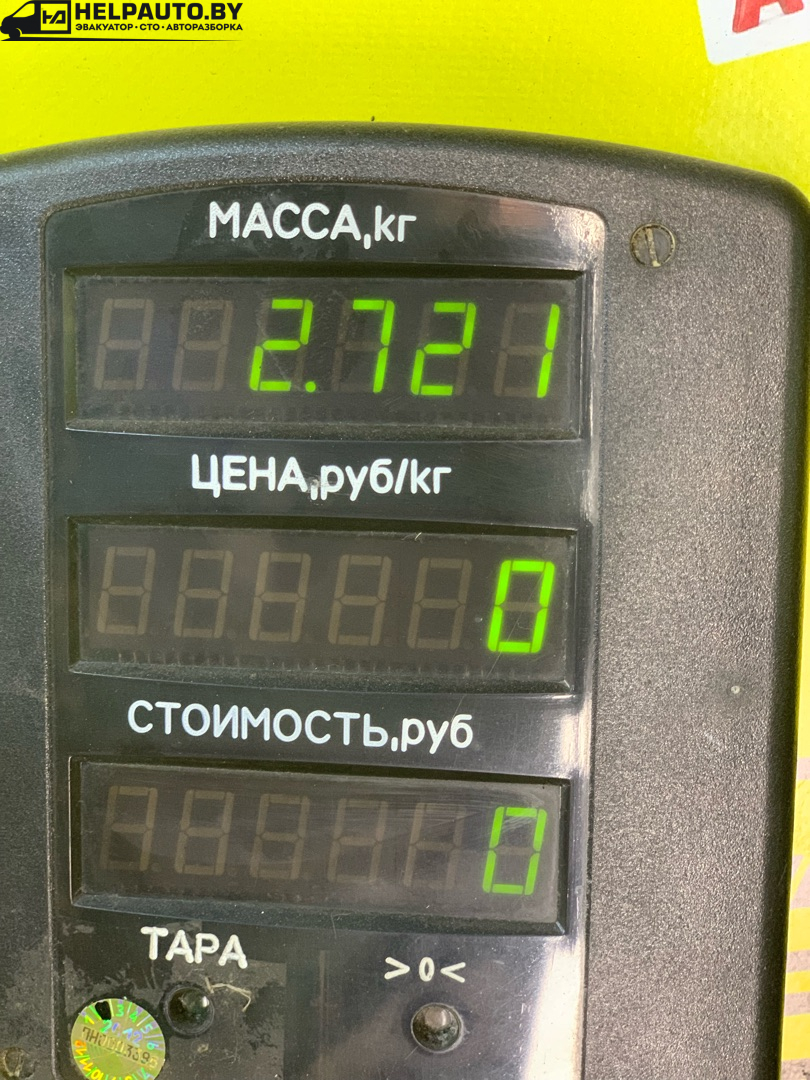 HELPAUTO.BY
ЭВАКУАТОР • СТО • АВТОРАЗБОРКА
МАССА,кг
2.721
ЦЕНА,руб/кг
0
СТОИМОСТЬ,руб
0
ТАРА
>0<